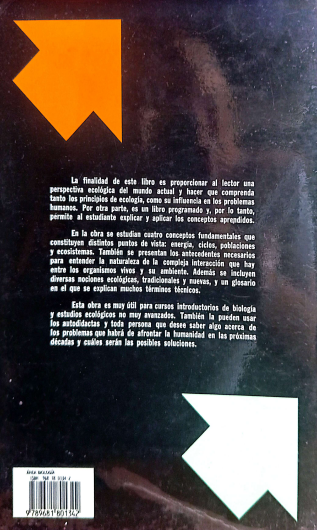 La finalidad de este libro es proporcionar al lector una
perspectiva ecológica del mundo actual y hacer que comprenda
tanto los principios de ecología, como su influencia en los problemas
humanos. Por otra parte, es un libro programado y, por lo tanto,
permite al estudiante explicar y aplicar los conceptos aprendidos.
En la obra se estudian cuatro conceptos fundamentales que
constituyen distintos puntos de vista: energía, ciclos, poblaciones
y ecosistemas. También se presentan los antecedentes necesarios
para entender la naturaleza de la compleja interacción que hay
entre los organismos vivos y su ambiente. Además se incluyen
diversas nociones ecológicas, tradicionales y nuevas, y un glosario
en el que se explican muchos términos técnicos.
Esta obra es muy útil para cursos introductorios de biología
y estudios ecológicos no muy avanzados. También la pueden usar
los autodidactas y toda persona que desee saber algo acerca de
los problemas que habrá de afrontar la humanidad en las próximas
décadas y cuáles serán las posibles soluciones.
ÁREA: BIOLOGÍA
ISBN 968 18 0134 2
9789681801342